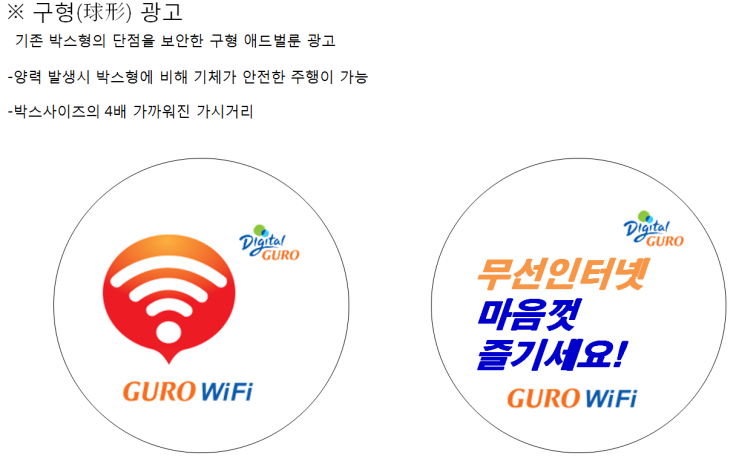 ※ 구형(球形) 광고
기존 박스형의 단점을 보안한 구형 애드벌룬 광고
-양력 발생시 박스형에 비해 기체가 안전한 주행이 가능
-박스사이즈의 4배 가까워진 가시거리
Digital
GURO
GURO WiFi
Digital
GURO
무선인터넷
마음껏
즐기세요!
GURO WiFi